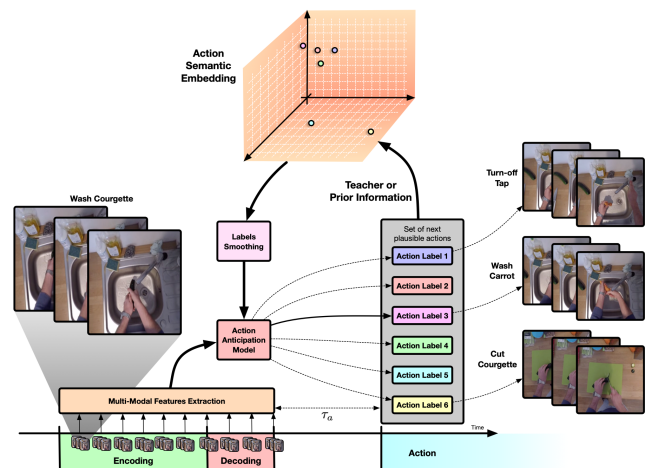 Action
Semantic
Embedding
Teacher or
Prior Information
Wash Courgette
Labels
Smoothing
Set of next
plausible actions
Action Label 1
Action Label 2
Action Label 3
Action Label 4
Action Label 5
Action Label 6
Turn-off
Tap
Wash
Carrot
Cut
Courgette
Action
Anticipation
Model
Multi-Modal Features Extraction
τa
Time
Encoding
Decoding
Action